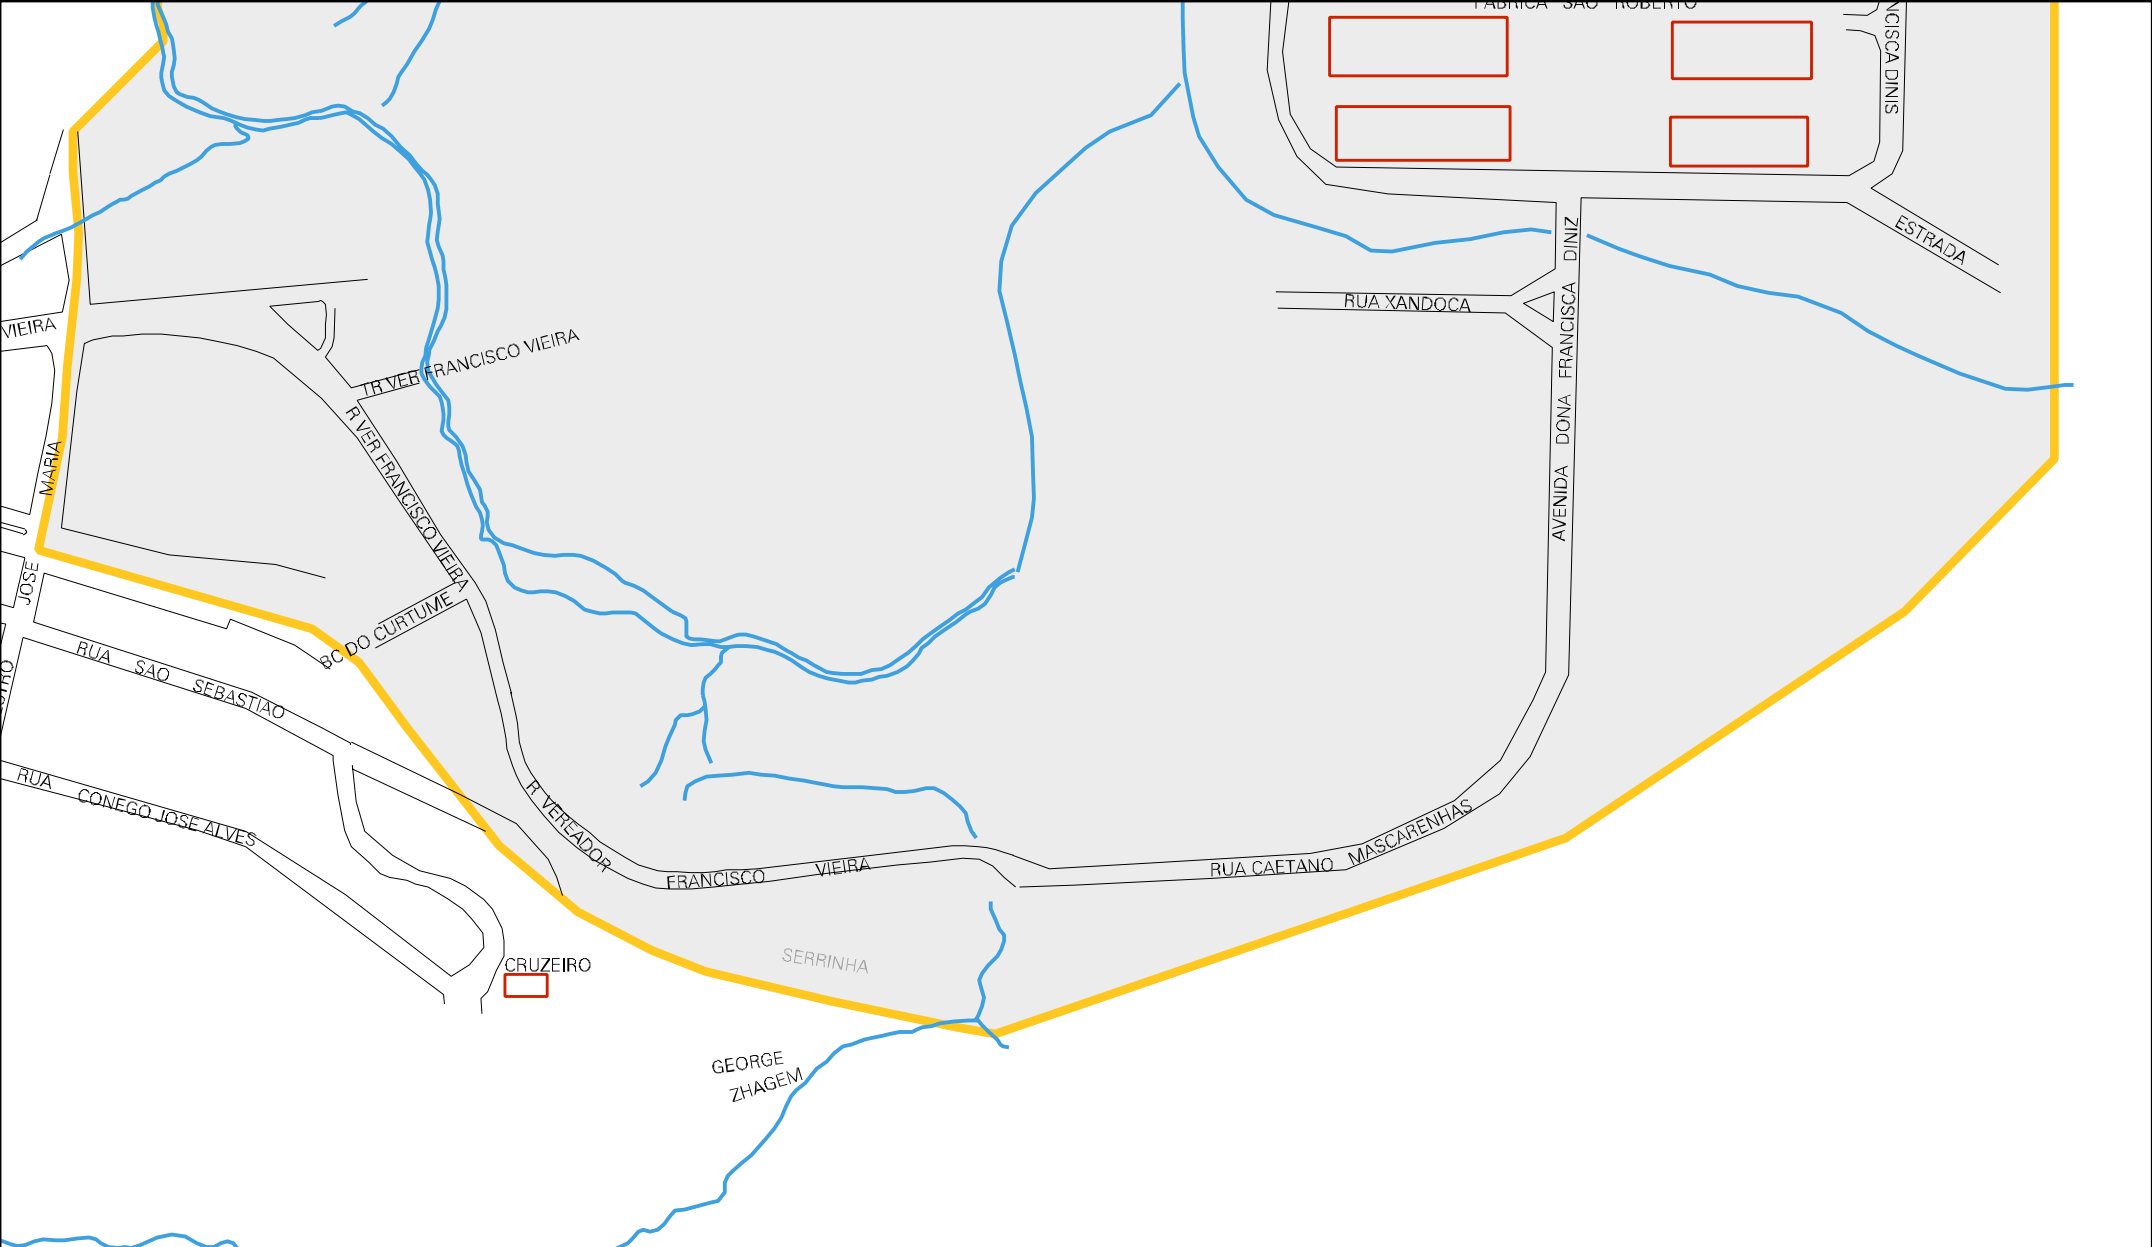 FABRICA SAO ROBERTO
NCISCA DINIS
ESTRADA
RUA XANDOCA
AVENIDA DONA FRANCISCA DINIZ
VIEIRA
TR VER FRANCISCO VIEIRA
R VER FRANCISCO VIEIRA
MARIA
JOSE
BC DO CURTUME
RUA SAO SEBASTIAO
RUA CONEGO JOSE ALVES
R VEREADOR FRANCISCO VIEIRA
RUA CAETANO MASCARENHAS
SERRINHA
CRUZEIRO
GEORGE
ZHAGEM